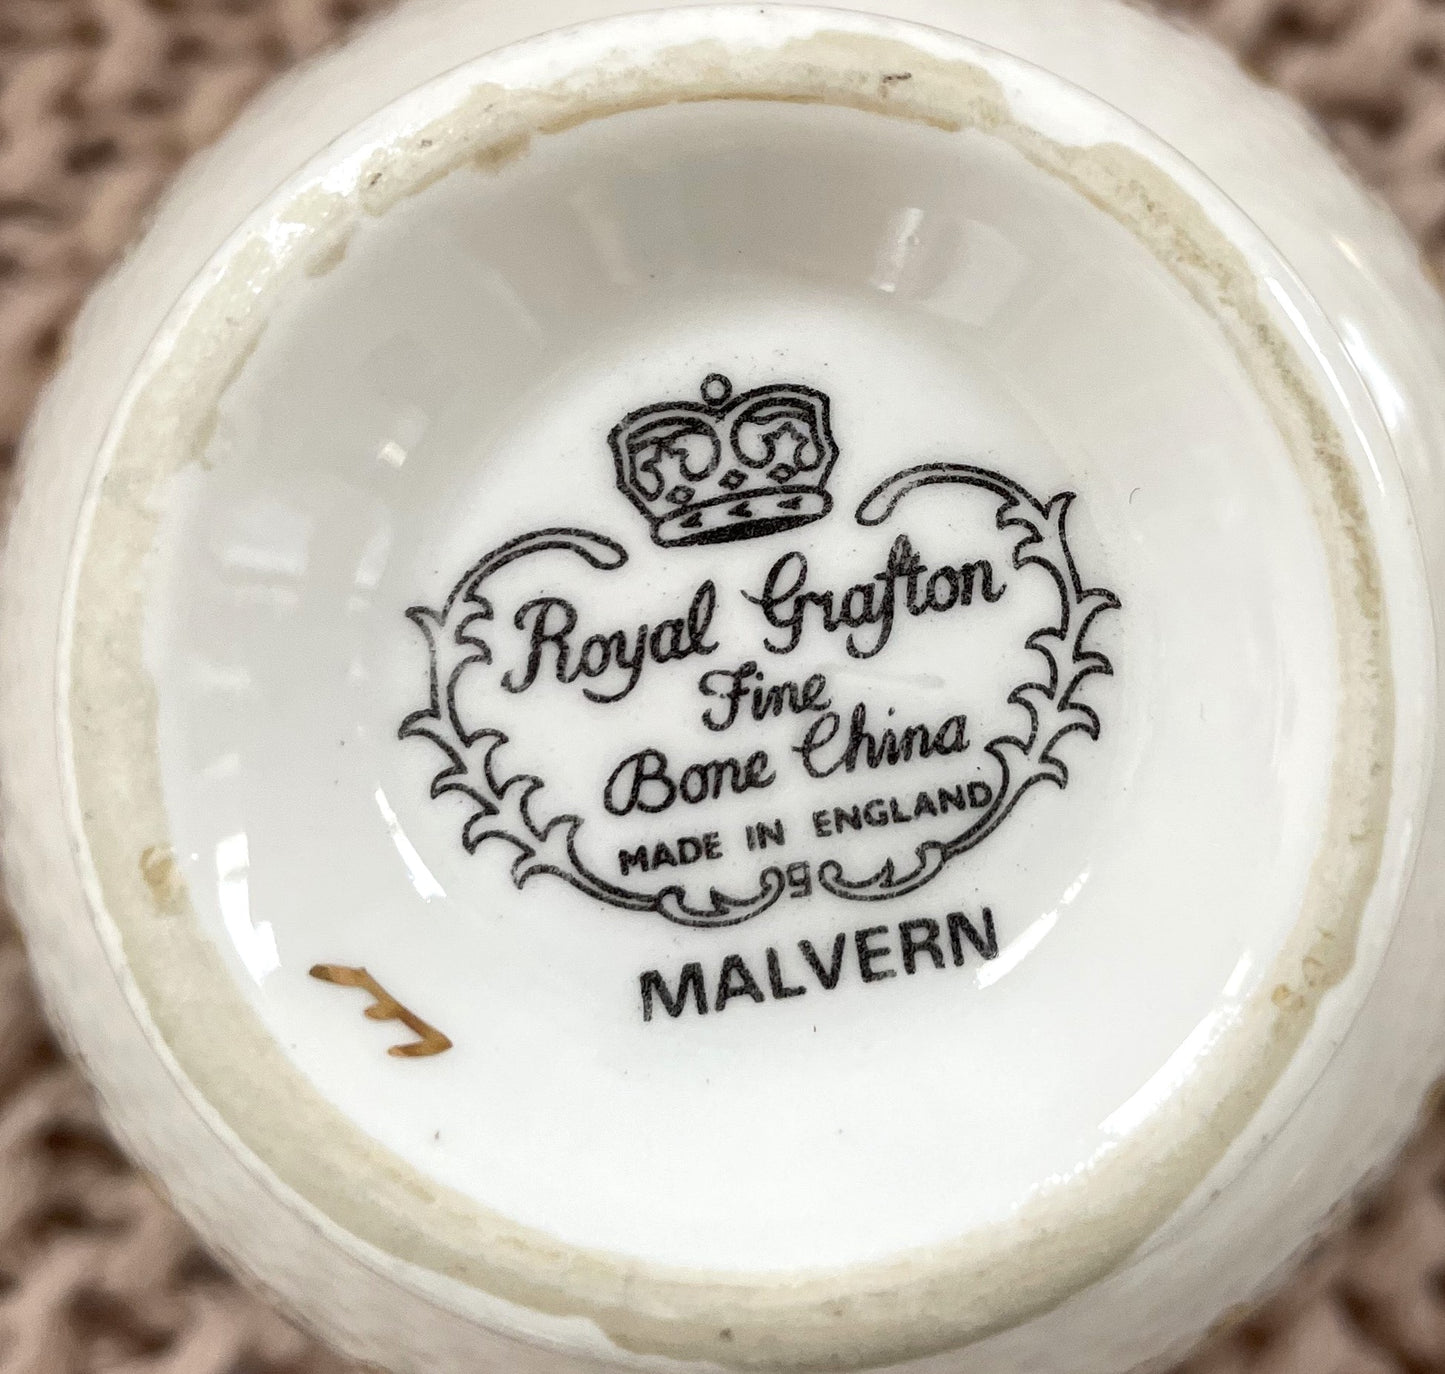 Royal Grafton
Fine
Bone China
MADE IN ENGLAND
MALVERN